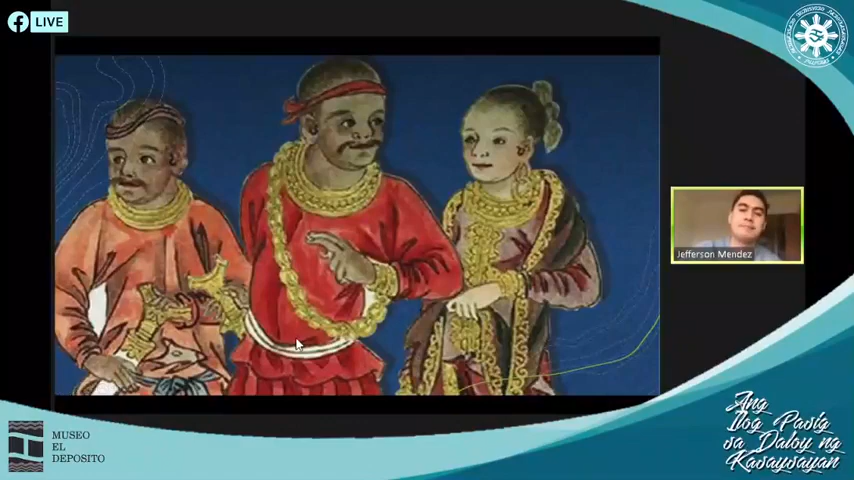 LIVE
Jefferson Mendez
MUSEO
EL
DEPOSITO
Ang
Ilog Pasig
sa Daloy ng
Kasaysayan